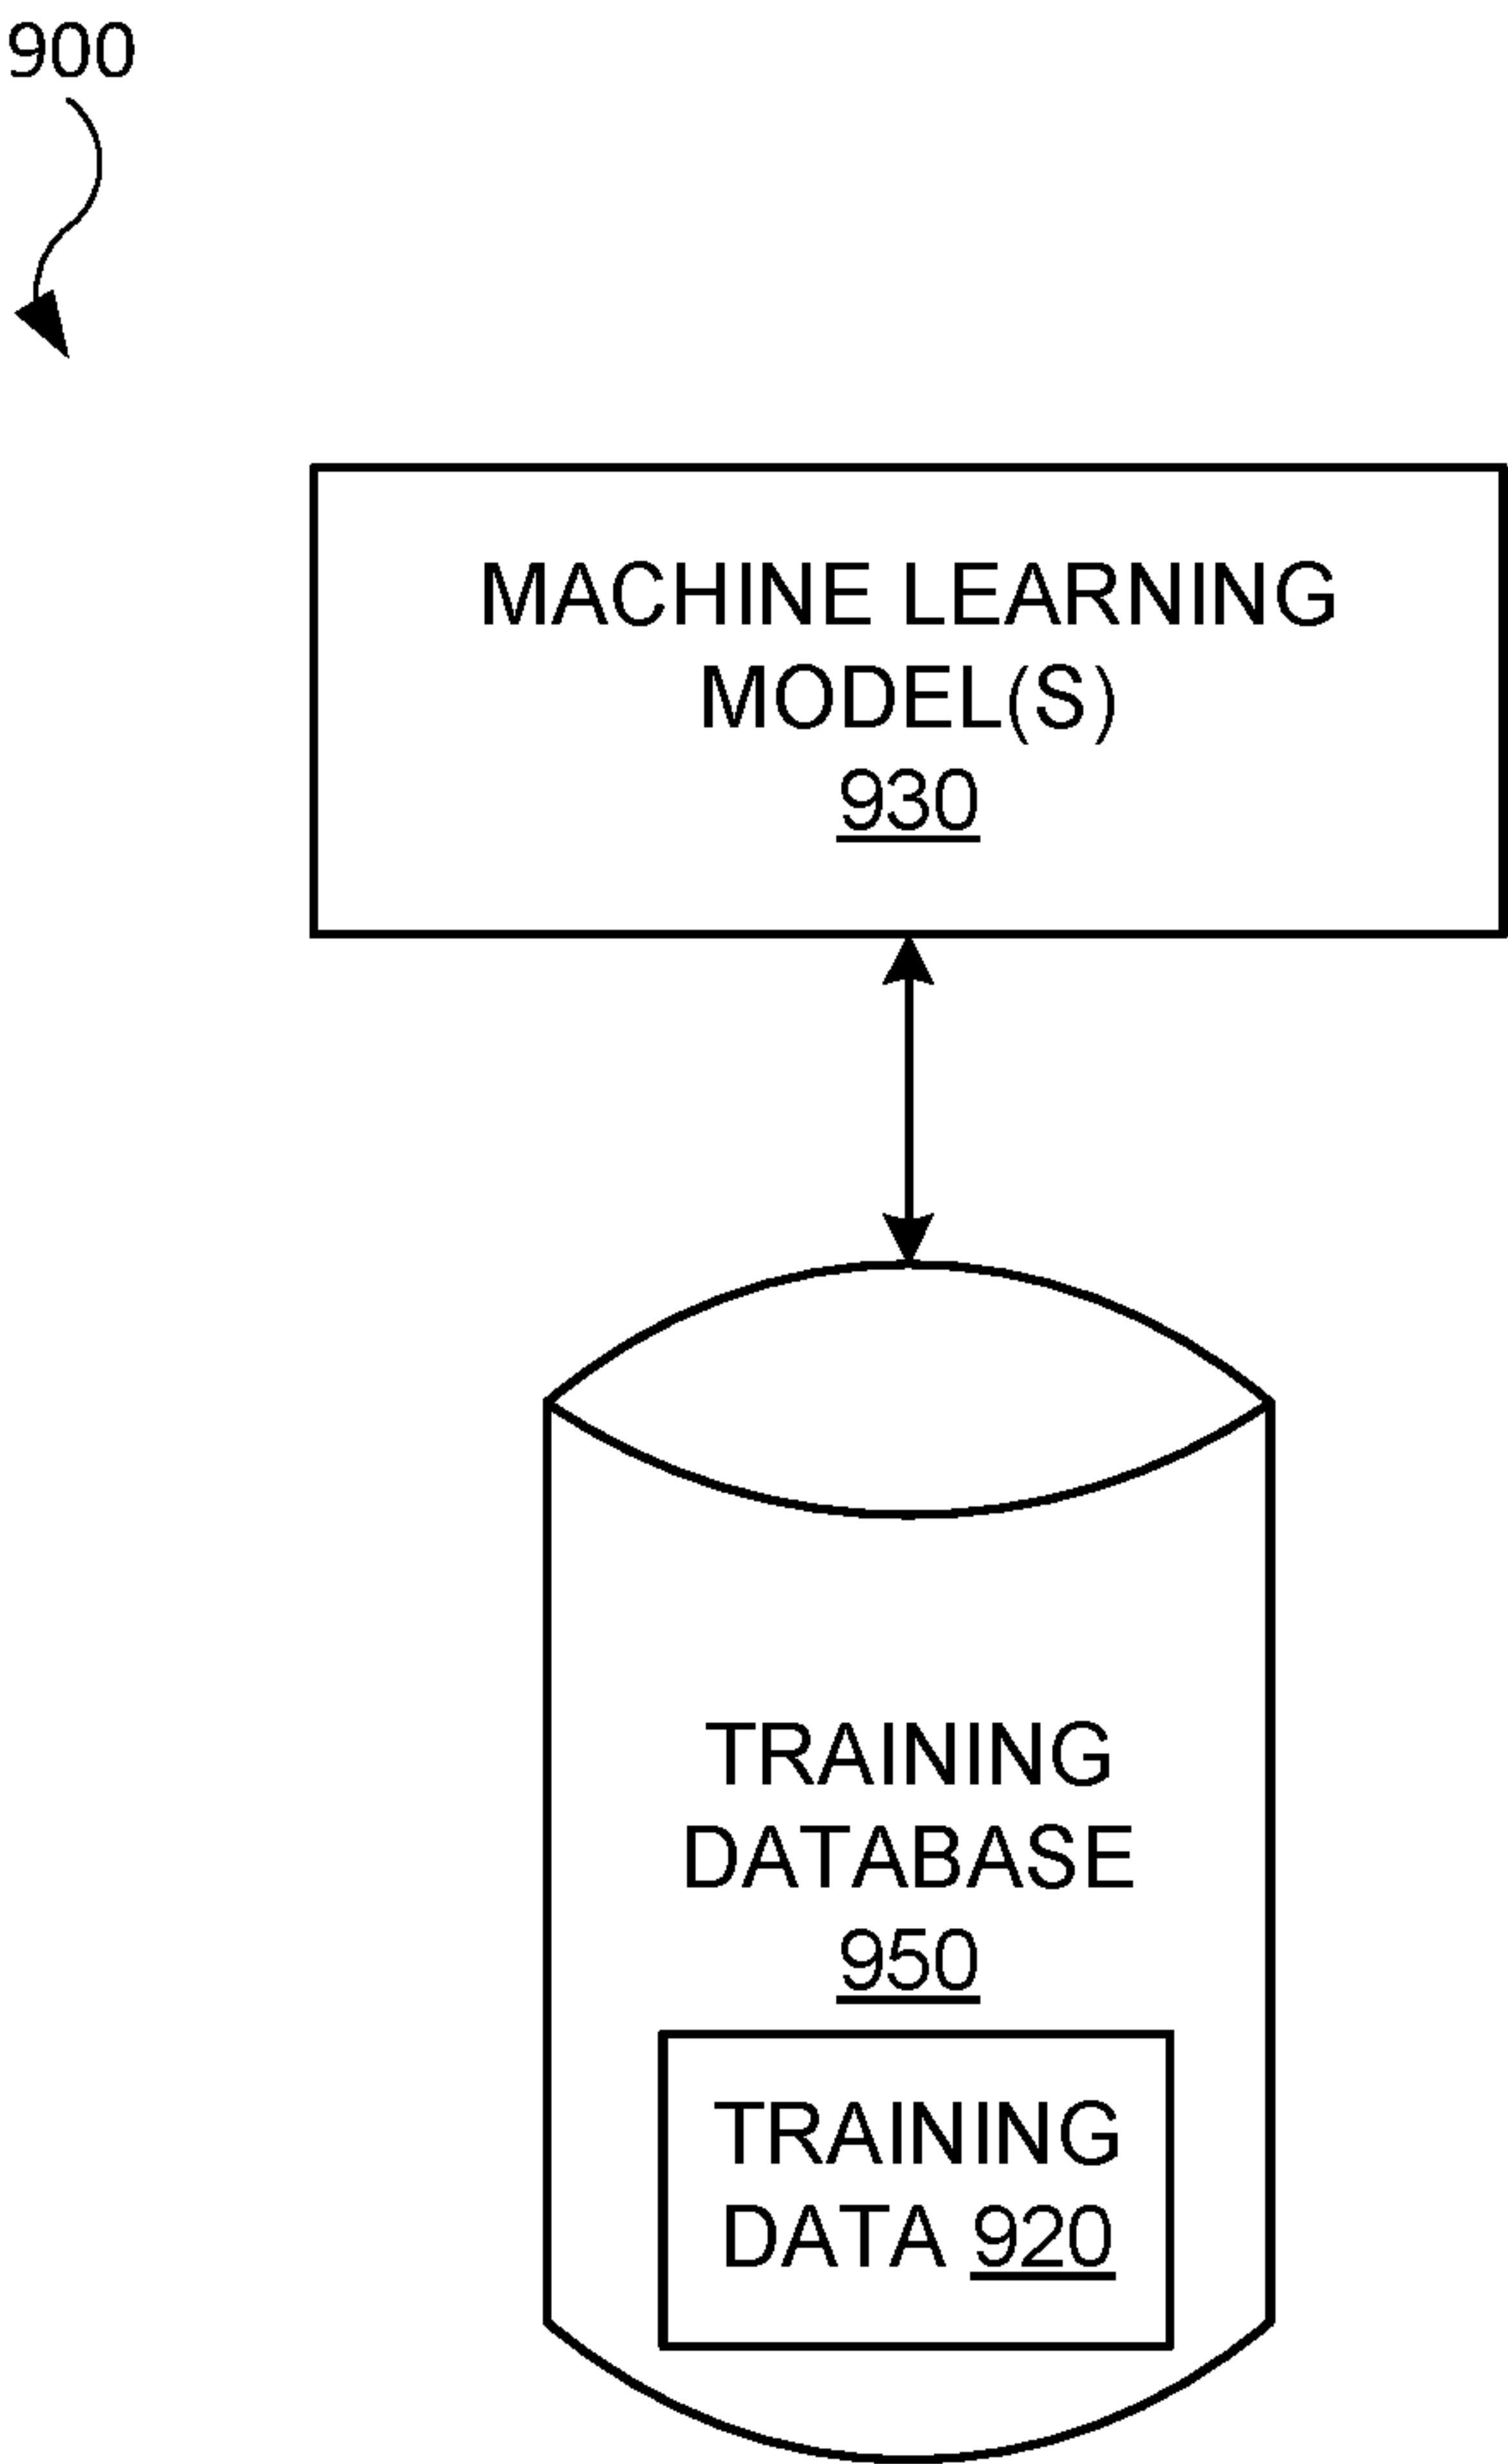 900
MACHINE LEARNING
MODEL(S)
930
TRAINING
DATABASE
950
TRAINING
DATA 920